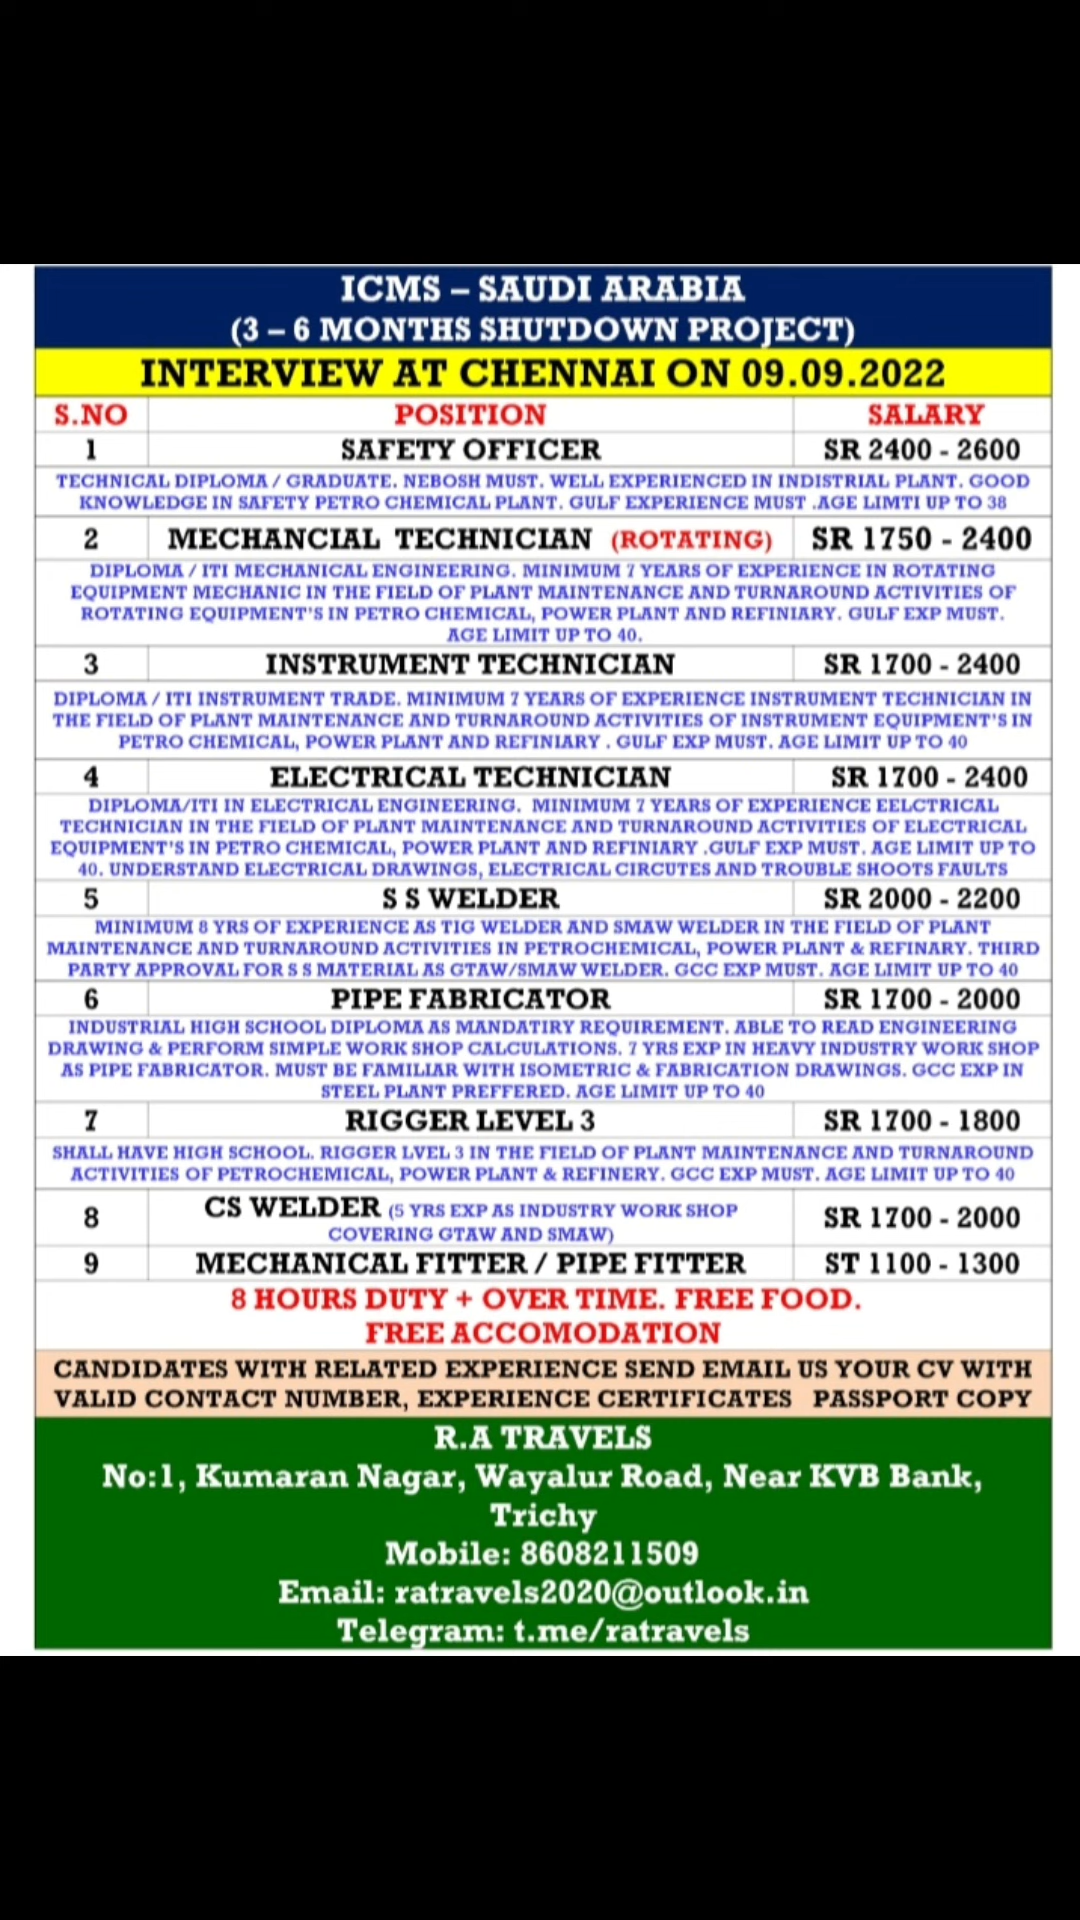 ICMS – SAUDI ARABIA
(3 – 6 MONTHS SHUTDOWN PROJECT)
INTERVIEW AT CHENNAI ON 09.09.2022
S.NO POSITION SALARY
1 SAFETY OFFICER SR 2400 - 2600
TECHNICAL DIPLOMA / GRADUATE. NEBOSH MUST. WELL EXPERIENCED IN INDISTRIAL PLANT. GOOD
KNOWLEDGE IN SAFETY PETRO CHEMICAL PLANT. GULF EXPERIENCE MUST .AGE LIMTI UP TO 38
2 MECHANCIAL TECHNICIAN (ROTATING) SR 1750 - 2400
DIPLOMA / ITI MECHANICAL ENGINEERING. MINIMUM 7 YEARS OF EXPERIENCE IN ROTATING
EQUIPMENT MECHANIC IN THE FIELD OF PLANT MAINTENANCE AND TURNAROUND ACTIVITIES OF
ROTATING EQUIPMENT'S IN PETRO CHEMICAL, POWER PLANT AND REFINIARY. GULF EXP MUST.
AGE LIMIT UP TO 40.
3 INSTRUMENT TECHNICIAN SR 1700 - 2400
DIPLOMA / ITI INSTRUMENT TRADE. MINIMUM 7 YEARS OF EXPERIENCE INSTRUMENT TECHNICIAN IN
THE FIELD OF PLANT MAINTENANCE AND TURNAROUND ACTIVITIES OF INSTRUMENT EQUIPMENT'S IN
PETRO CHEMICAL, POWER PLANT AND REFINIARY . GULF EXP MUST. AGE LIMIT UP TO 40
4 ELECTRICAL TECHNICIAN SR 1700 - 2400
DIPLOMA/ITI IN ELECTRICAL ENGINEERING. MINIMUM 7 YEARS OF EXPERIENCE EELCTRICAL
TECHNICIAN IN THE FIELD OF PLANT MAINTENANCE AND TURNAROUND ACTIVITIES OF ELECTRICAL
EQUIPMENT'S IN PETRO CHEMICAL, POWER PLANT AND REFINIARY .GULF EXP MUST. AGE LIMIT UP TO
40. UNDERSTAND ELECTRICAL DRAWINGS, ELECTRICAL CIRCUTES AND TROUBLE SHOOTS FAULTS
5 S S WELDER SR 2000 - 2200
MINIMUM 8 YRS OF EXPERIENCE AS TIG WELDER AND SMAW WELDER IN THE FIELD OF PLANT
MAINTENANCE AND TURNAROUND ACTIVITIES IN PETROCHEMICAL, POWER PLANT & REFINARY. THIRD
PARTY APPROVAL FOR S S MATERIAL AS GTAW/SMAW WELDER. GCC EXP MUST. AGE LIMIT UP TO 40
6 PIPE FABRICATOR SR 1700 - 2000
INDUSTRIAL HIGH SCHOOL DIPLOMA AS MANDATIRY REQUIREMENT. ABLE TO READ ENGINEERING
DRAWING & PERFORM SIMPLE WORK SHOP CALCULATIONS. 7 YRS EXP IN HEAVY INDUSTRY WORK SHOP
AS PIPE FABRICATOR. MUST BE FAMILIAR WITH ISOMETRIC & FABRICATION DRAWINGS. GCC EXP IN
STEEL PLANT PREFFERED. AGE LIMIT UP TO 40
7 RIGGER LEVEL 3 SR 1700 - 1800
SHALL HAVE HIGH SCHOOL. RIGGER LVEL 3 IN THE FIELD OF PLANT MAINTENANCE AND TURNAROUND
ACTIVITIES OF PETROCHEMICAL, POWER PLANT & REFINERY. GCC EXP MUST. AGE LIMIT UP TO 40
8 CS WELDER (5 YRS EXP AS INDUSTRY WORK SHOP SR 1700 - 2000
COVERING GTAW AND SMAW)
9 MECHANICAL FITTER / PIPE FITTER ST 1100 - 1300
8 HOURS DUTY + OVER TIME. FREE FOOD.
FREE ACCOMODATION
CANDIDATES WITH RELATED EXPERIENCE SEND EMAIL US YOUR CV WITH
VALID CONTACT NUMBER, EXPERIENCE CERTIFICATES PASSPORT COPY
R.A TRAVELS
No:1, Kumaran Nagar, Wayalur Road, Near KVB Bank,
Trichy
Mobile: 8608211509
Email: ratravels2020@outlook.in
Telegram: t.me/ratravels